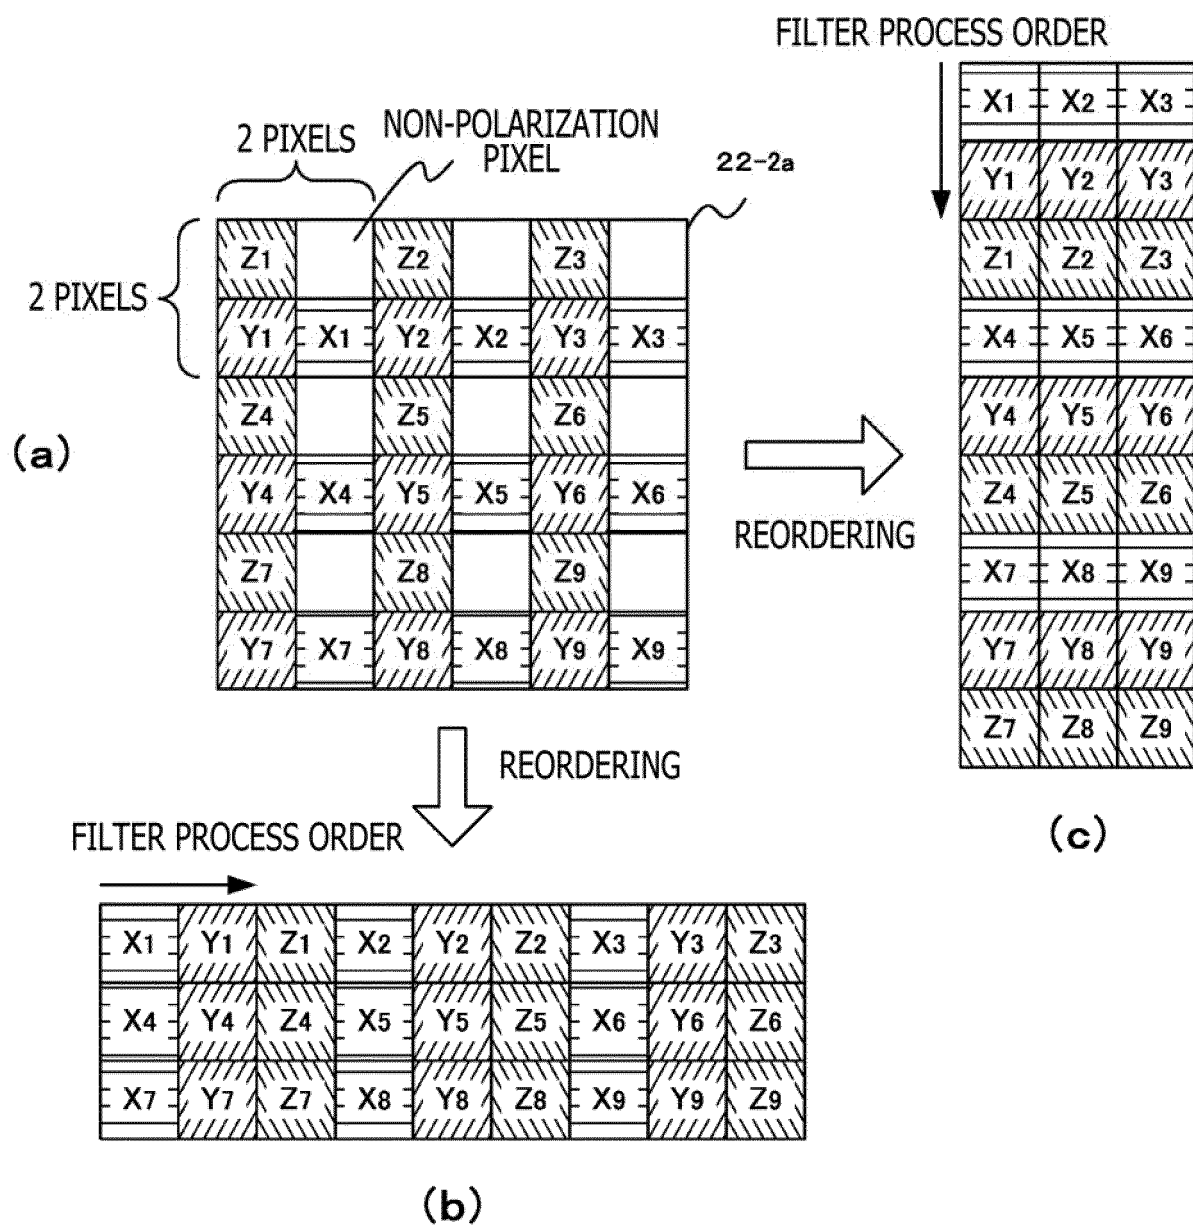 FILTER PROCESS ORDER
2 PIXELS
NON-POLARIZATION
PIXEL
22-2a
2 PIXELS
Z1 Z2 Z3
Y1 X1 Y2 X2 Y3 X3
Z4 Z5 Z6
Y4 X4 Y5 X5 Y6 X6
Z7 Z8 Z9
Y7 X7 Y8 X8 Y9 X9
(a)
REORDERING
X1 X2 X3
Y1 Y2 Y3
Z1 Z2 Z3
X4 X5 X6
Y4 Y5 Y6
Z4 Z5 Z6
X7 X8 X9
Y7 Y8 Y9
Z7 Z8 Z9
(c)
REORDERING
FILTER PROCESS ORDER
X1 Y1 Z1 X2 Y2 Z2 X3 Y3 Z3
X4 Y4 Z4 X5 Y5 Z5 X6 Y6 Z6
X7 Y7 Z7 X8 Y8 Z8 X9 Y9 Z9
(b)